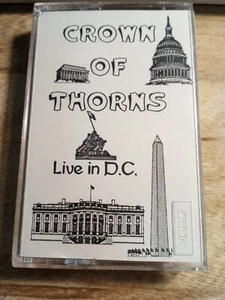 CROWN
OF
THORNS
Live in D.C.